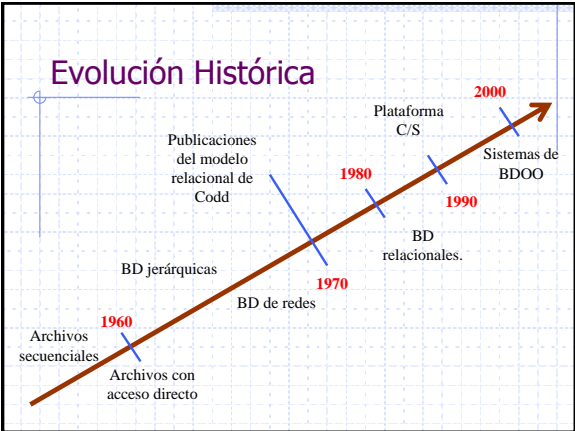 Evolución Histórica
2000
Plataforma
C/S
Publicaciones
del modelo
relacional de
Codd
Sistemas de
BDOO
1980
1990
BD
relacionales.
BD jerárquicas
1970
BD de redes
1960
Archivos
secuenciales
Archivos con
acceso directo